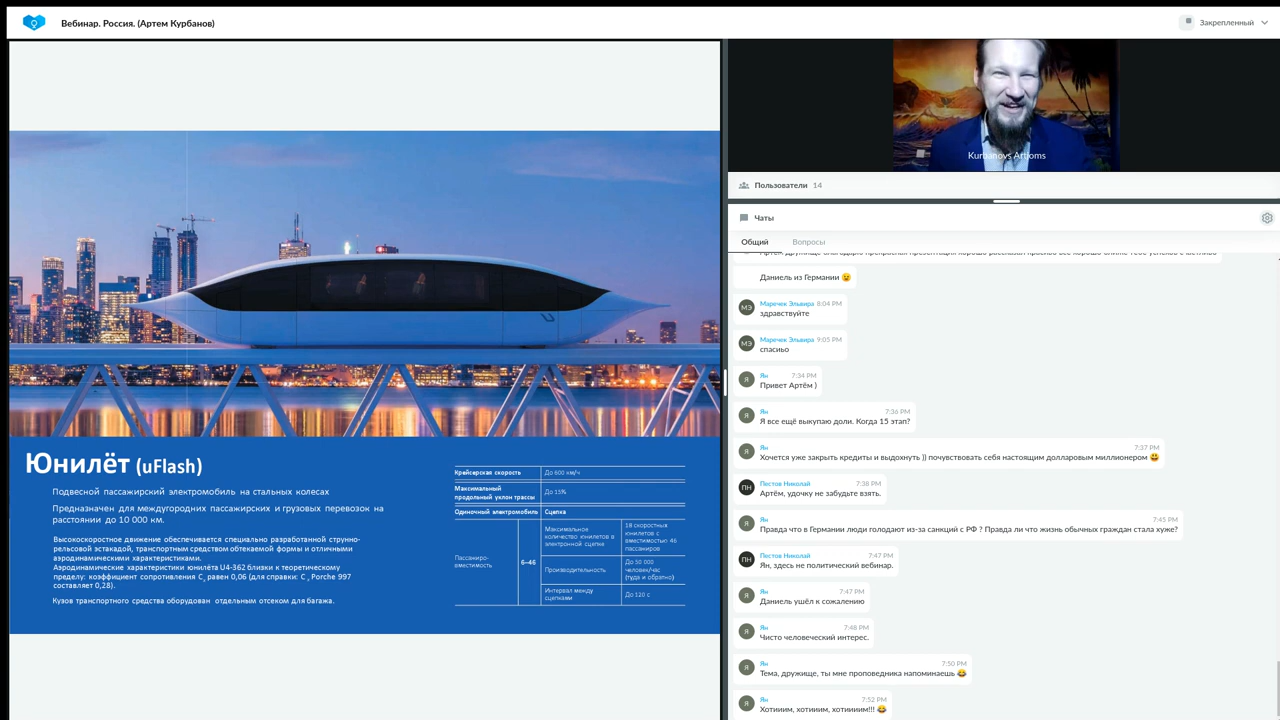 Вебинар. Россия. (Артем Курбанов)
Закрепленный
Юнилёт (uFlash)
Подвесной пассажирский электромобиль на стальных колесах
Предназначен для междугородних пассажирских и грузовых перевозок на
расстоянии до 10 000 км.
Высокоскоростное движение обеспечивается специально разработанной струнно-
рельсовой эстакадой, транспортным средством обтекаемой формы и отличными
аэродинамическими характеристиками.
Аэродинамические характеристики юнилёта U4-362 близки к теоретическому
пределу: коэффициент сопротивления Cₓ равен 0,06 (для справки: Cₓ Porche 997
составляет 0,28).
Кузов транспортного средства оборудован отдельным отсеком для багажа.
Крейсерская скорость До 600 км/ч
Максимальный
продольный уклон трассы До 15%
Одиночный электромобиль Сцепка
Пассажиро-
вместимость
6–46
Максимальное
количество юнилетов в
электронной сцепке
18 скоростных
юнилетов с
вместимостью 46
пассажиров
Производительность
До 50 000
человек/час
(туда и обратно)
Интервал между
сцепками
До 120 с
Kurbanovs Artjoms
Пользователи 14
Чаты
Общий Вопросы
Даниель из Германии 😉
МЭ Маречек Эльвира 8:04 PM
здравствуйте
МЭ Маречек Эльвира 9:05 PM
спасиьо
Я Ян 7:34 PM
Привет Артём )
Я Ян 7:36 PM
Я все ещё выкупаю доли. Когда 15 этап?
Я Ян 7:37 PM
Хочется уже закрыть кредиты и выдохнуть )) почувствовать себя настоящим долларовым миллионером 😃
ПН Пестов Николай 7:38 PM
Артём, удочку не забудьте взять.
Я Ян 7:45 PM
Правда что в Германии люди голодают из-за санкций с РФ ? Правда ли что жизнь обычных граждан стала хуже?
ПН Пестов Николай 7:47 PM
Ян, здесь не политический вебинар.
Я Ян 7:47 PM
Даниель ушёл к сожалению
Я Ян 7:48 PM
Чисто человеческий интерес.
Я Ян 7:50 PM
Тема, дружище, ты мне проповедника напоминаешь 😂
Я Ян 7:52 PM
Хотииим, хотииим, хотиииим!!! 😂